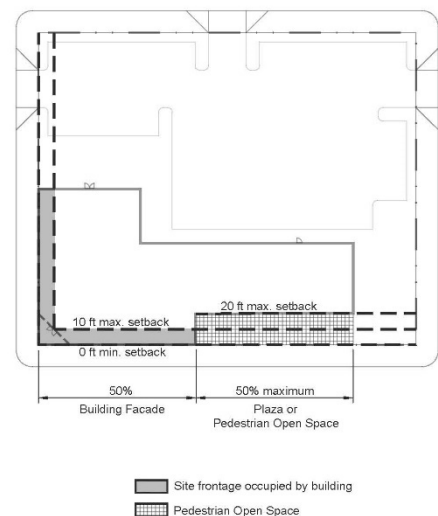 20 ft max. setback
10 ft max. setback
0 ft min. setback
50%
50% maximum
Building Facade
Plaza or
Pedestrian Open Space
Site frontage occupied by building
Pedestrian Open Space